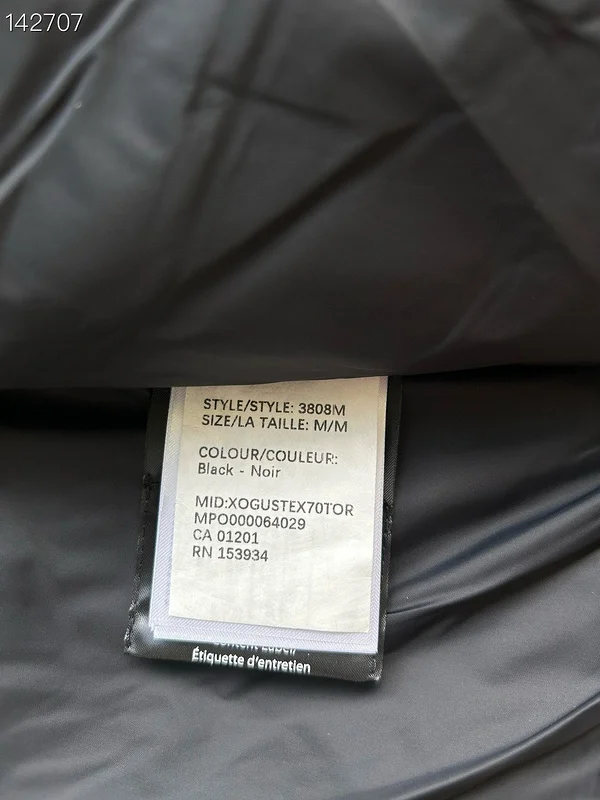 142707
STYLE/STYLE: 3808M
SIZE/LA TAILLE: M/M
COLOUR/COULEUR:
Black - Noir
MID:XOGUSTEX70TOR
MPO000064029
CA 01201
RN 153934
Étiquette d'entretien